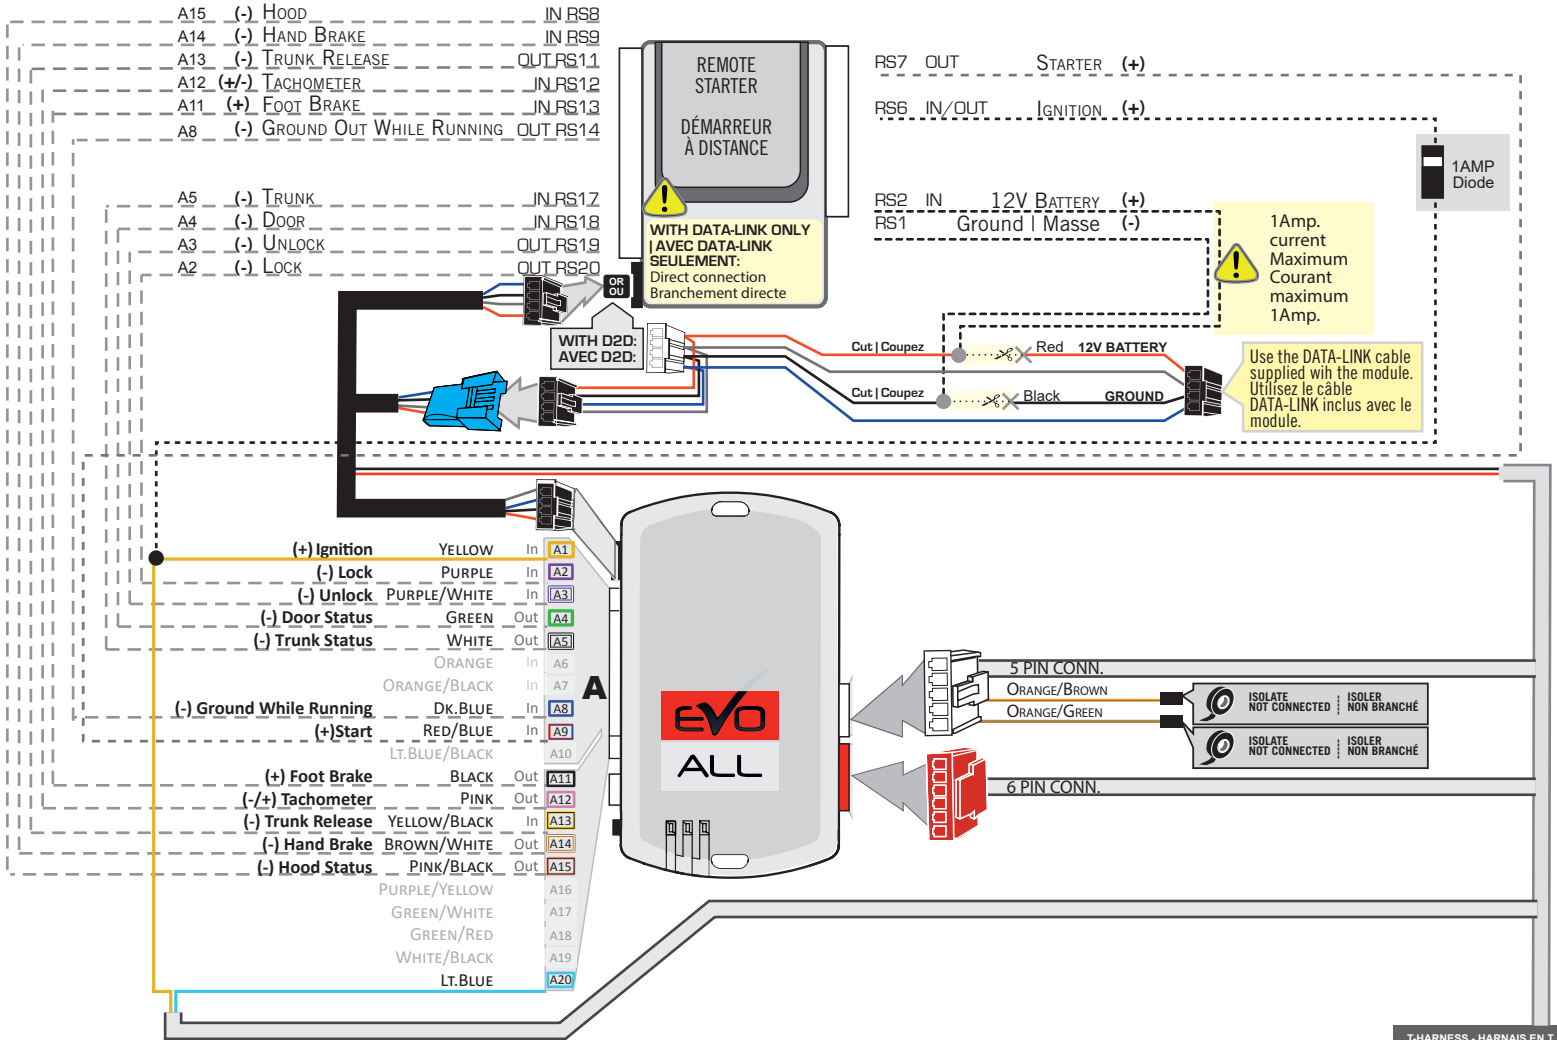 A15 (-) Hood IN RS8
A14 (-) Hand Brake IN RS9
A13 (-) Trunk Release OUT RS11
A12 (+/-) Tachometer IN RS12
A11 (+) Foot Brake IN RS13
A8 (-) Ground Out While Running OUT RS14
A5 (-) Trunk IN RS17
A4 (-) Door IN RS18
A3 (-) Unlock OUT RS19
A2 (-) Lock OUT RS20
REMOTE
STARTER
DÉMARREUR
À DISTANCE
WITH DATA-LINK ONLY
| AVEC DATA-LINK
SEULEMENT:
Direct connection
Branchement directe
OR
OU
WITH D2D:
AVEC D2D:
RS7 OUT Starter (+)
RS6 IN/OUT Ignition (+)
1AMP
Diode
RS2 IN 12V Battery (+)
RS1 Ground | Masse (-)
1Amp.
current
Maximum
Courant
maximum
1Amp.
Cut | Coupez Red 12V BATTERY
Cut | Coupez Black GROUND
Use the DATA-LINK cable
supplied wih the module.
Utilisez le câble
DATA-LINK inclus avec le
module.
(+) Ignition Yellow In A1
(-) Lock Purple In A2
(-) Unlock Purple/White In A3
(-) Door Status Green Out A4
(-) Trunk Status White Out A5
Orange In A6
Orange/Black In A7
(-) Ground While Running Dk.Blue In A8
(+)Start Red/Blue In A9
Lt.Blue/Black A10
(+) Foot Brake Black Out A11
(-/+) Tachometer Pink Out A12
(-) Trunk Release Yellow/Black In A13
(-) Hand Brake Brown/White Out A14
(-) Hood Status Pink/Black Out A15
Purple/Yellow A16
Green/White A17
Green/Red A18
White/Black A19
Lt.Blue A20
A
EVO
ALL
5 PIN CONN.
Orange/Brown
Orange/Green
ISOLATE | ISOLER
NOT CONNECTED | NON BRANCHÉ
ISOLATE | ISOLER
NOT CONNECTED | NON BRANCHÉ
6 PIN CONN.
T-HARNESS - HARNAIS EN T